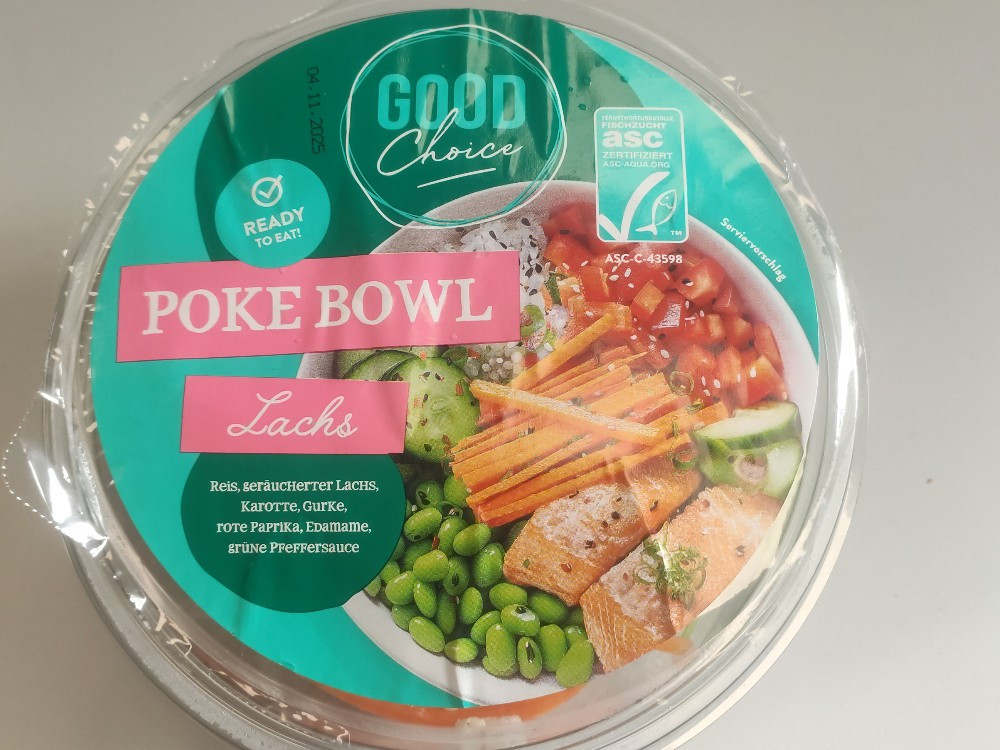 04.11.2025
GOOD
Choice
VERANTWORTUNGSVOLLE
FISCHZUCHT
asc
ZERTIFIZIERT
ASC-AQUA.ORG
TM
ASC-C-43598
Serviervorschlag
READY
TO EAT!
POKE BOWL
Lachs
Reis, geräucherter Lachs,
Karotte, Gurke,
rote Paprika, Edamame,
grüne Pfeffersauce